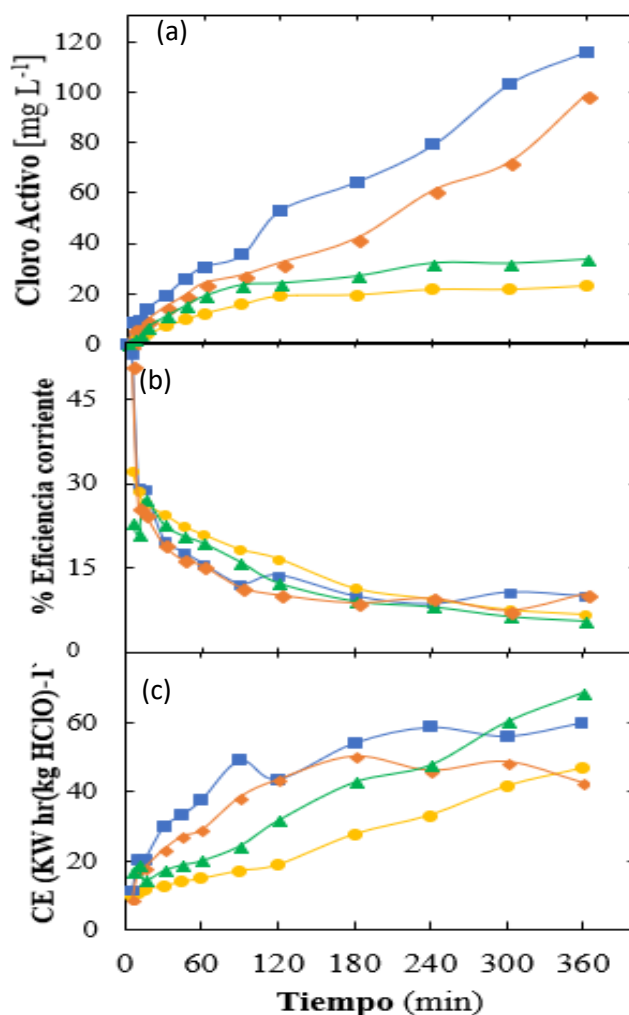 (a)
Cloro Activo [mg L-1]
120
100
80
60
40
20
0
(b)
% Eficiencia corriente
45
30
15
0
(c)
CE (KW hr(kg HClO)-1`
60
40
20
0
0 60 120 180 240 300 360
Tiempo (min)